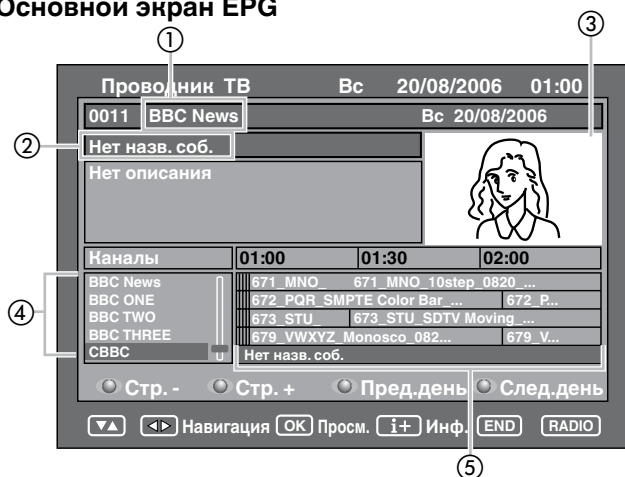 Основной экран EPG
① ③
Проводник ТВ Вс 20/08/2006 01:00
0011 BBC News Вс 20/08/2006
② Нет назв. соб.
Нет описания
Каналы 01:00 01:30 02:00
④
BBC News 671_MNO_ 671_MNO_10step_0820_...
BBC ONE 672_PQR_SMPTE Color Bar_... 672_P...
BBC TWO 673_STU_ 673_STU_SDTV Moving_...
BBC THREE 679_VWXYZ_Monosco_082... 679_V...
CBBC Нет назв. соб.
Стр. - Стр. + Пред.день След.день
▼▲ ◀▶ Навигация OK Просм. i+ Инф. END RADIO
⑤